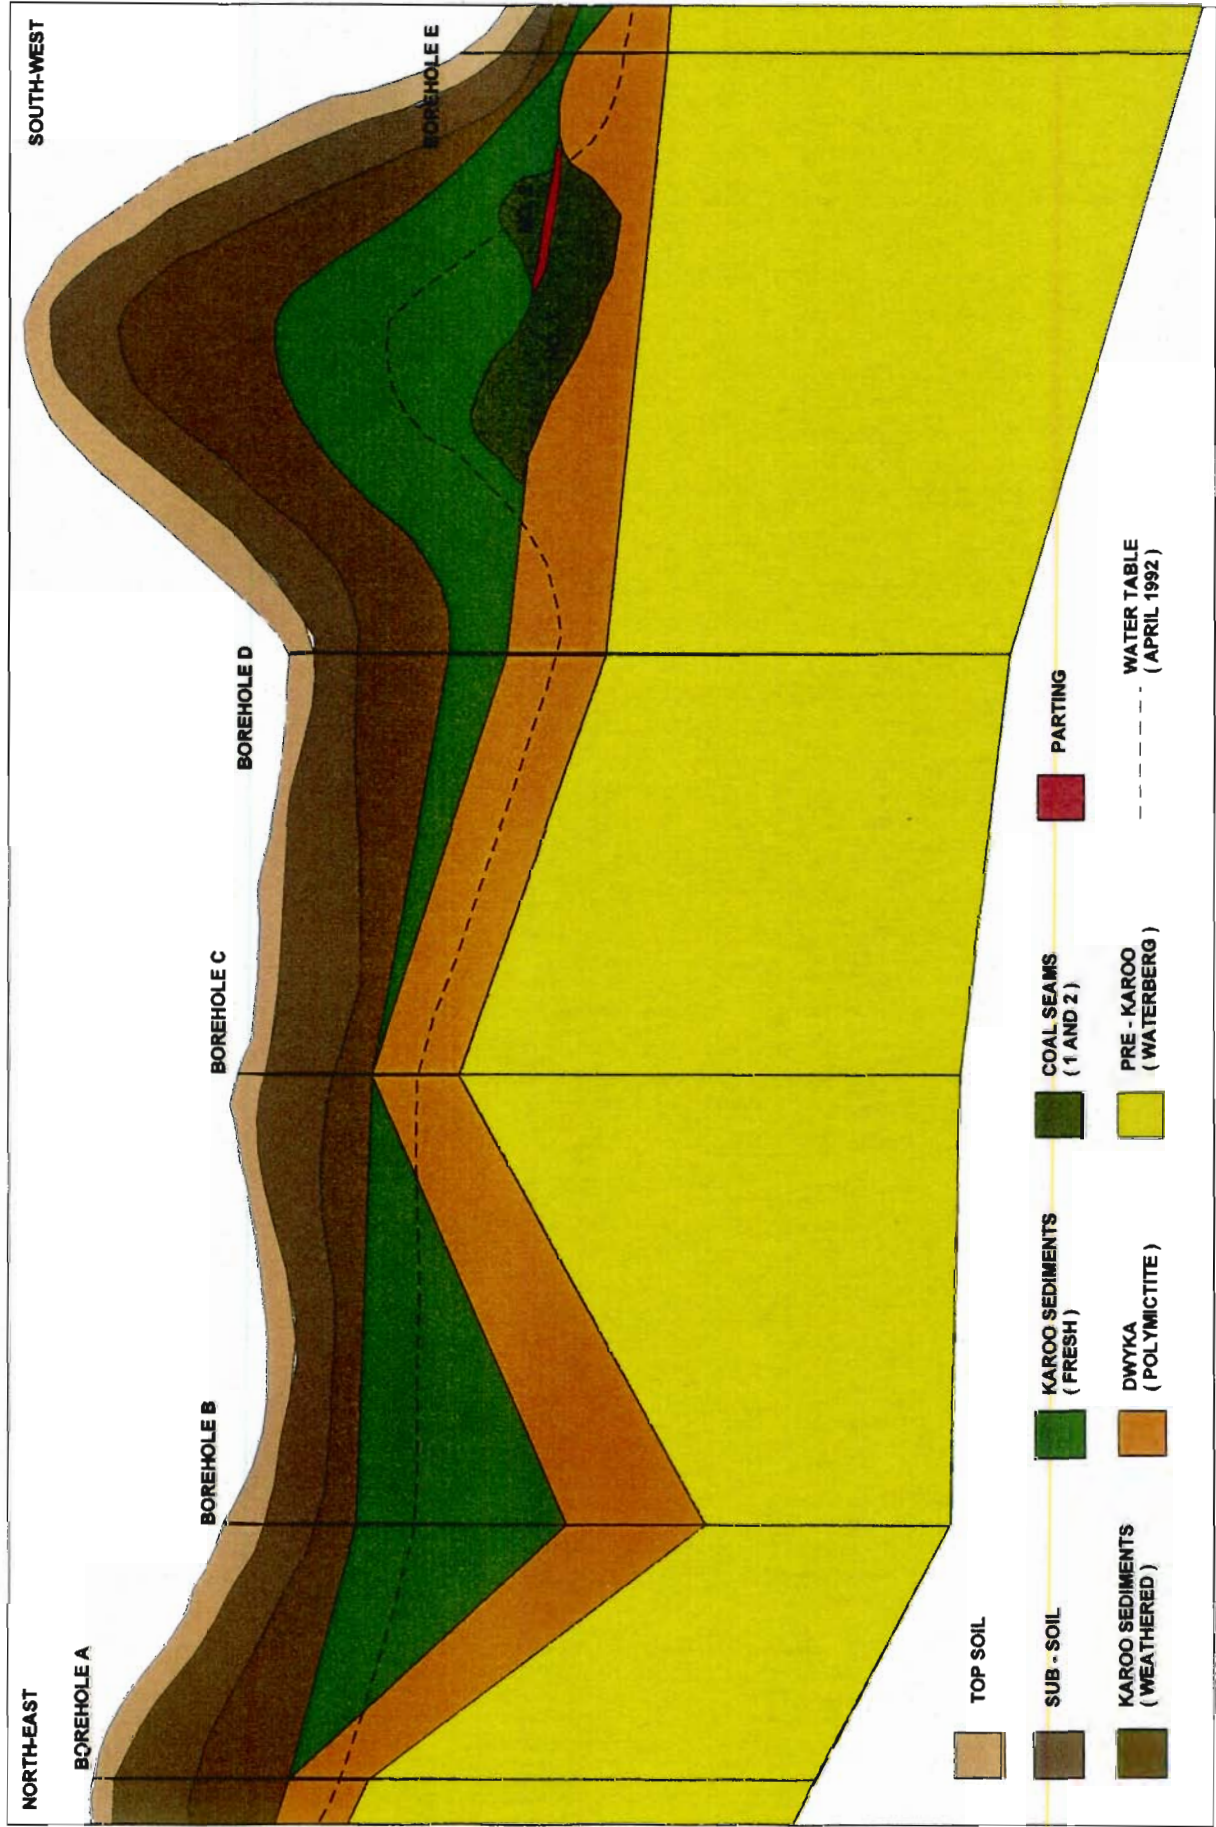 NORTH-EAST
SOUTH-WEST
BOREHOLE A
BOREHOLE B
BOREHOLE C
BOREHOLE D
BOREHOLE E
TOP SOIL
SUB - SOIL
KAROO SEDIMENTS
( WEATHERED )
KAROO SEDIMENTS
( FRESH )
DWYKA
( POLYMICTITE )
COAL SEAMS
( 1 AND 2 )
PRE - KAROO
( WATERBERG )
PARTING
WATER TABLE
( APRIL 1992 )